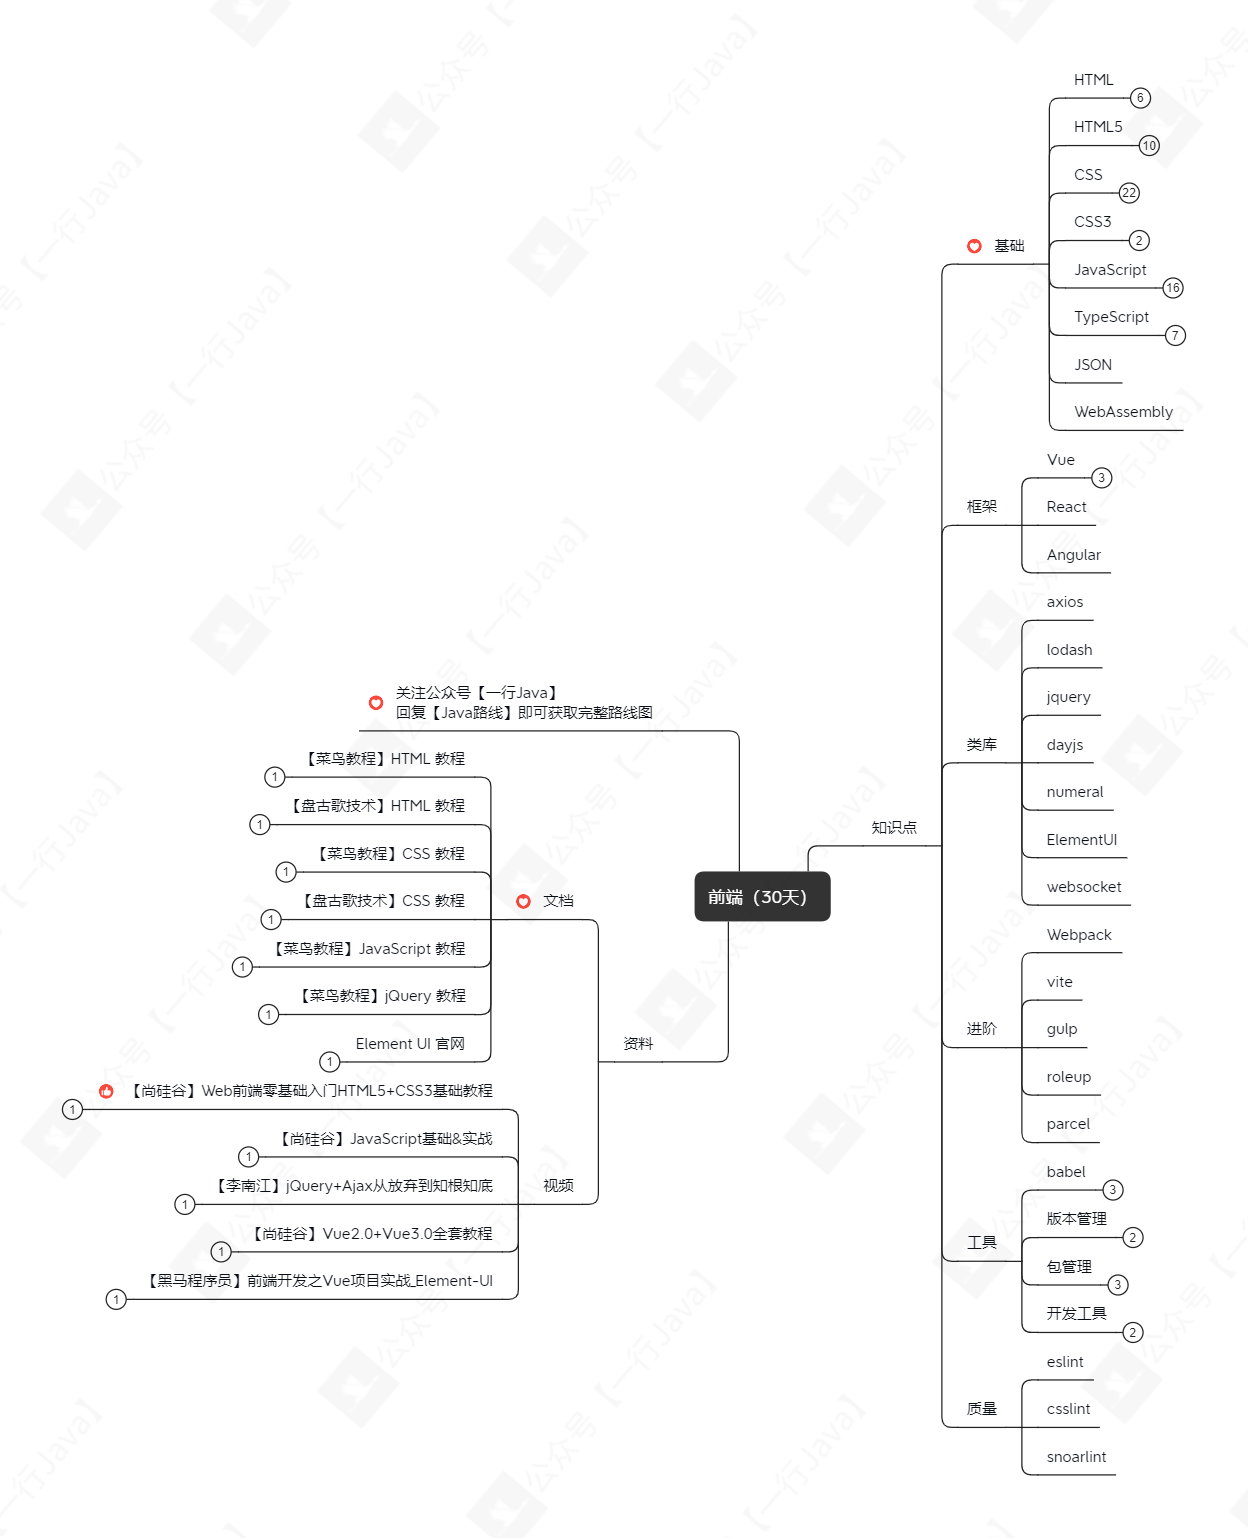 前端（30天）
知识点
基础
HTML
6
HTML5
10
CSS
22
CSS3
2
JavaScript
16
TypeScript
7
JSON
WebAssembly
框架
Vue
3
React
Angular
类库
axios
lodash
jquery
dayjs
numeral
ElementUI
websocket
进阶
Webpack
vite
gulp
roleup
parcel
工具
babel
3
版本管理
2
包管理
3
开发工具
2
质量
eslint
csslint
snoarlint
关注公众号【一行Java】
回复【Java路线】即可获取完整路线图
资料
文档
【菜鸟教程】HTML 教程
1
【盘古歌技术】HTML 教程
1
【菜鸟教程】CSS 教程
1
【盘古歌技术】CSS 教程
1
【菜鸟教程】JavaScript 教程
1
【菜鸟教程】jQuery 教程
1
Element UI 官网
1
视频
【尚硅谷】Web前端零基础入门HTML5+CSS3基础教程
1
【尚硅谷】JavaScript基础&实战
1
【李南江】jQuery+Ajax从放弃到知根知底
1
【尚硅谷】Vue2.0+Vue3.0全套教程
1
【黑马程序员】前端开发之Vue项目实战_Element-UI
1
公众号【一行Java】